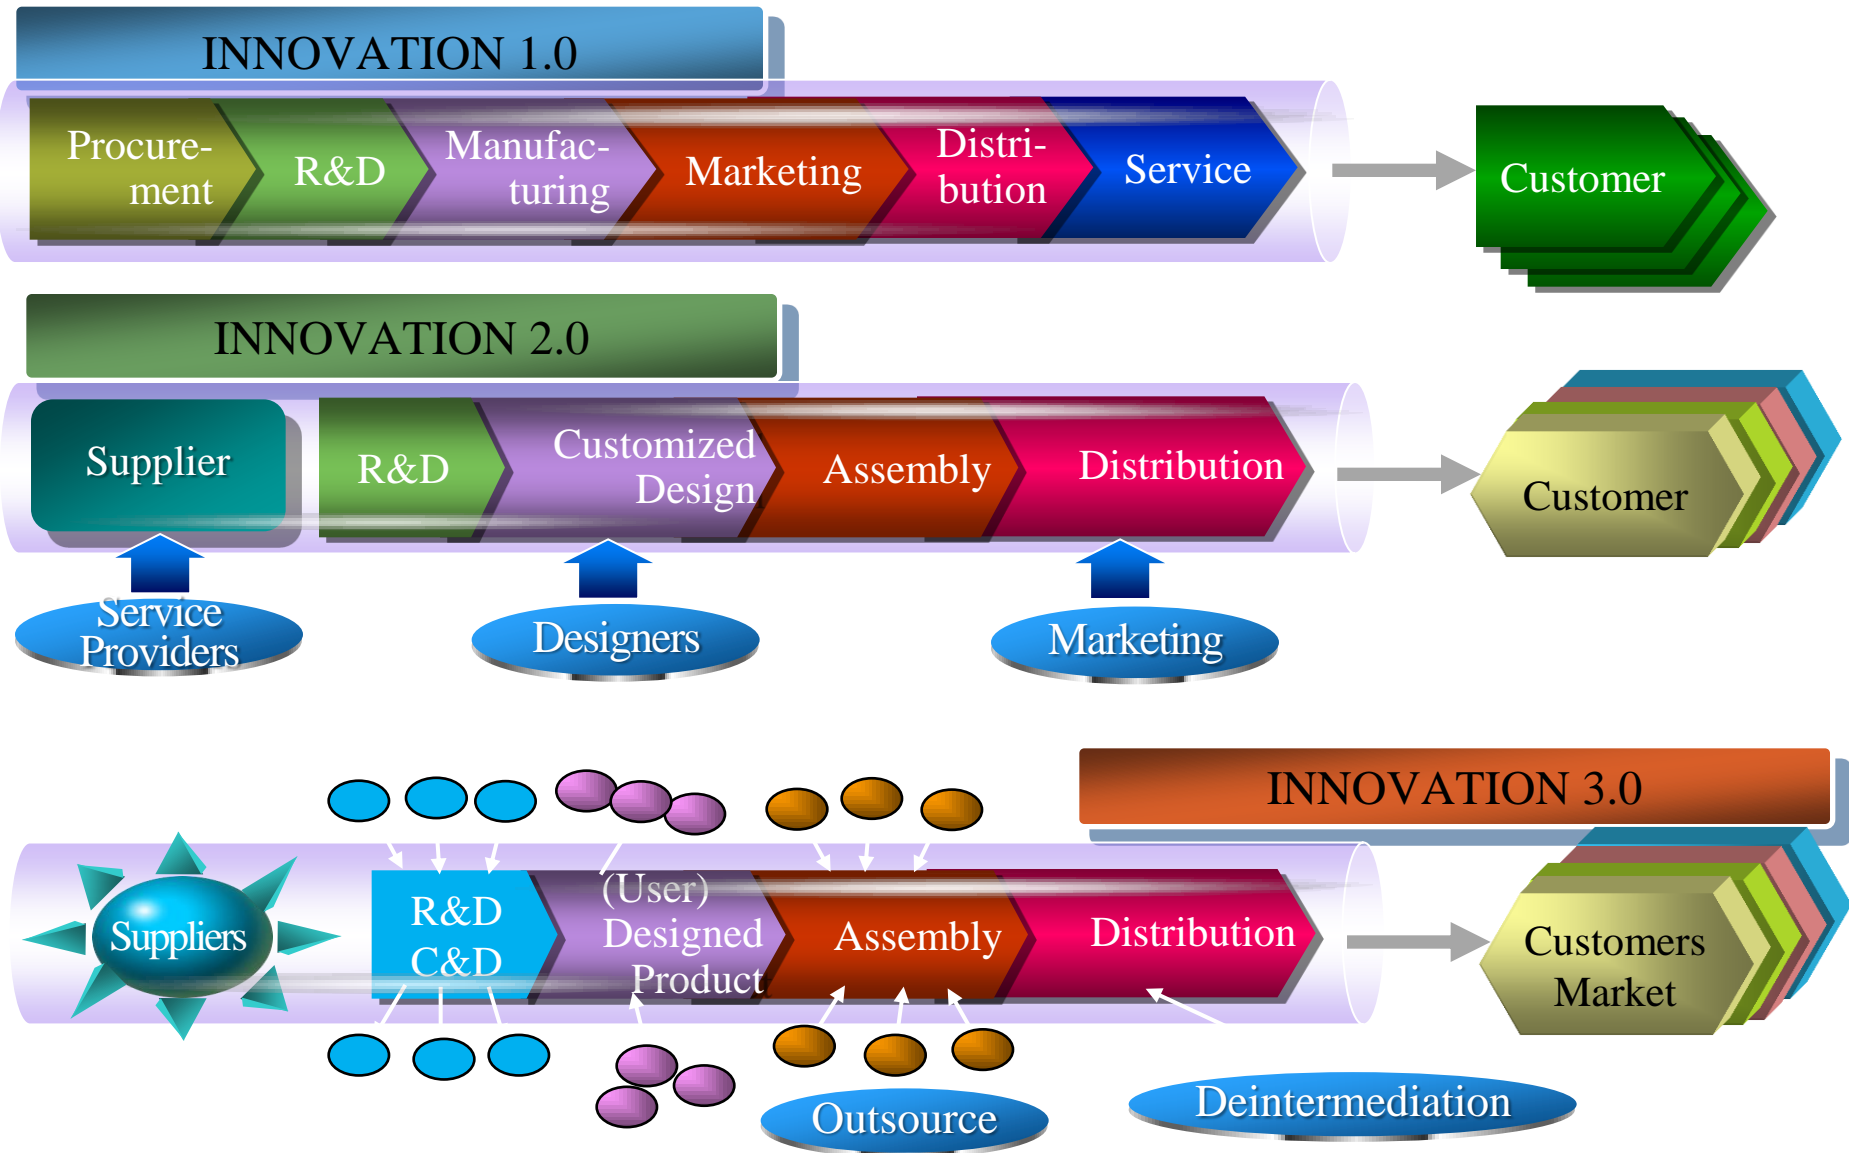 INNOVATION 1.0
Procure-
ment
R&D
Manufac-
turing
Marketing
Distri-
bution
Service
Customer
INNOVATION 2.0
Supplier
R&D
Customized
Design
Assembly
Distribution
Customer
Service
Providers
Designers
Marketing
INNOVATION 3.0
Suppliers
R&D
C&D
(User)
Designed
Product
Assembly
Distribution
Customers
Market
Outsource
Deintermediation